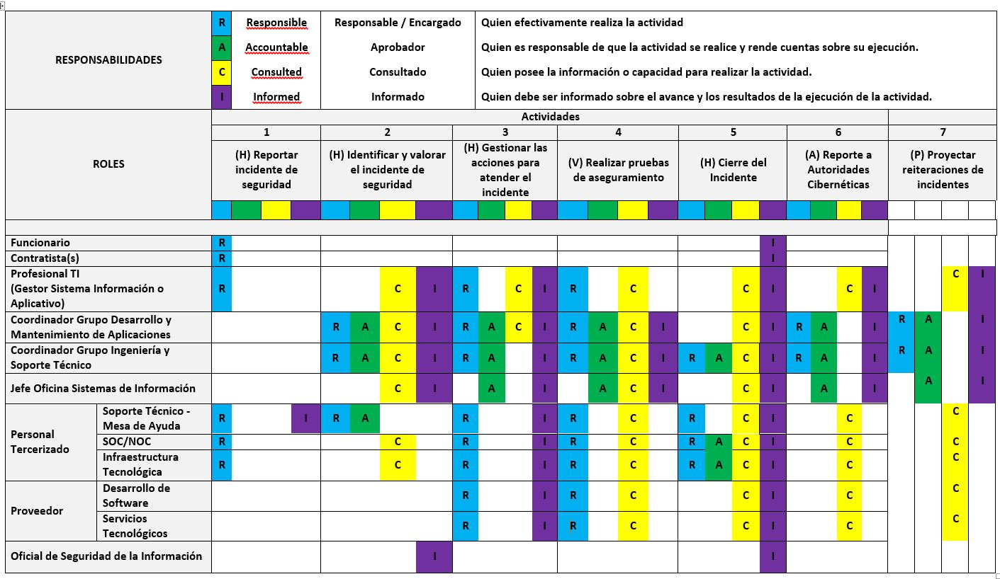 RESPONSABILIDADES
R Responsible Responsable / Encargado Quien efectivamente realiza la actividad
A Accountable Aprobador Quien es responsable de que la actividad se realice y rende cuentas sobre su ejecución.
C Consulted Consultado Quien posee la información o capacidad para realizar la actividad.
I Informed Informado Quien debe ser informado sobre el avance y los resultados de la ejecución de la actividad.
ROLES
Actividades
1 2 3 4 5 6 7
(H) Reportar
incidente de
seguridad
(H) Identificar y valorar
el incidente de
seguridad
(H) Gestionar las
acciones para
atender el
incidente
(V) Realizar pruebas
de aseguramiento
(H) Cierre del
Incidente
(A) Reporte a
Autoridades
Cibernéticas
(P) Proyectar
reiteraciones de
incidentes
Funcionario R I
Contratista(s) R I
Profesional TI
(Gestor Sistema Información o
Aplicativo)
R C I R C I R C C I C I C I
Coordinador Grupo Desarrollo y
Mantenimiento de Aplicaciones
R A C I R A C I R A C I C I R A I R A I
Coordinador Grupo Ingeniería y
Soporte Técnico
R A C I R A I R A C I R A C I R A I R A I
Jefe Oficina Sistemas de Información C I A I A C I C I A I A I
Personal
Tercerizado
Soporte Técnico -
Mesa de Ayuda
R I R A R I R C R C I C C
SOC/NOC R C R I R C R A C I C C
Infraestructura
Tecnológica
R C R I R C R A C I C C
Proveedor
Desarrollo de
Software
R I R C C I C C
Servicios
Tecnológicos
R I R C C I C C
Oficial de Seguridad de la Información I I